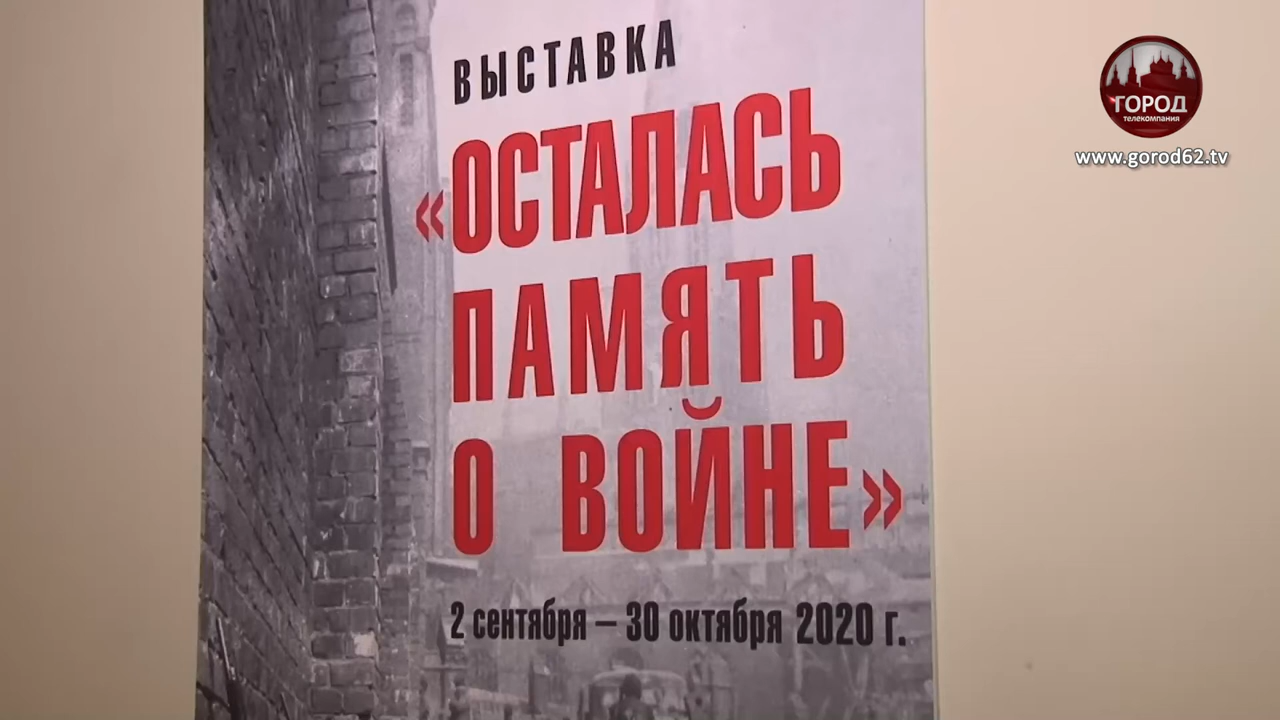 ВЫСТАВКА
«ОСТАЛАСЬ
ПАМЯТЬ
О ВОЙНЕ»
2 сентября – 30 октября 2020 г.
ГОРОД
телекомпания
www.gorod62.tv